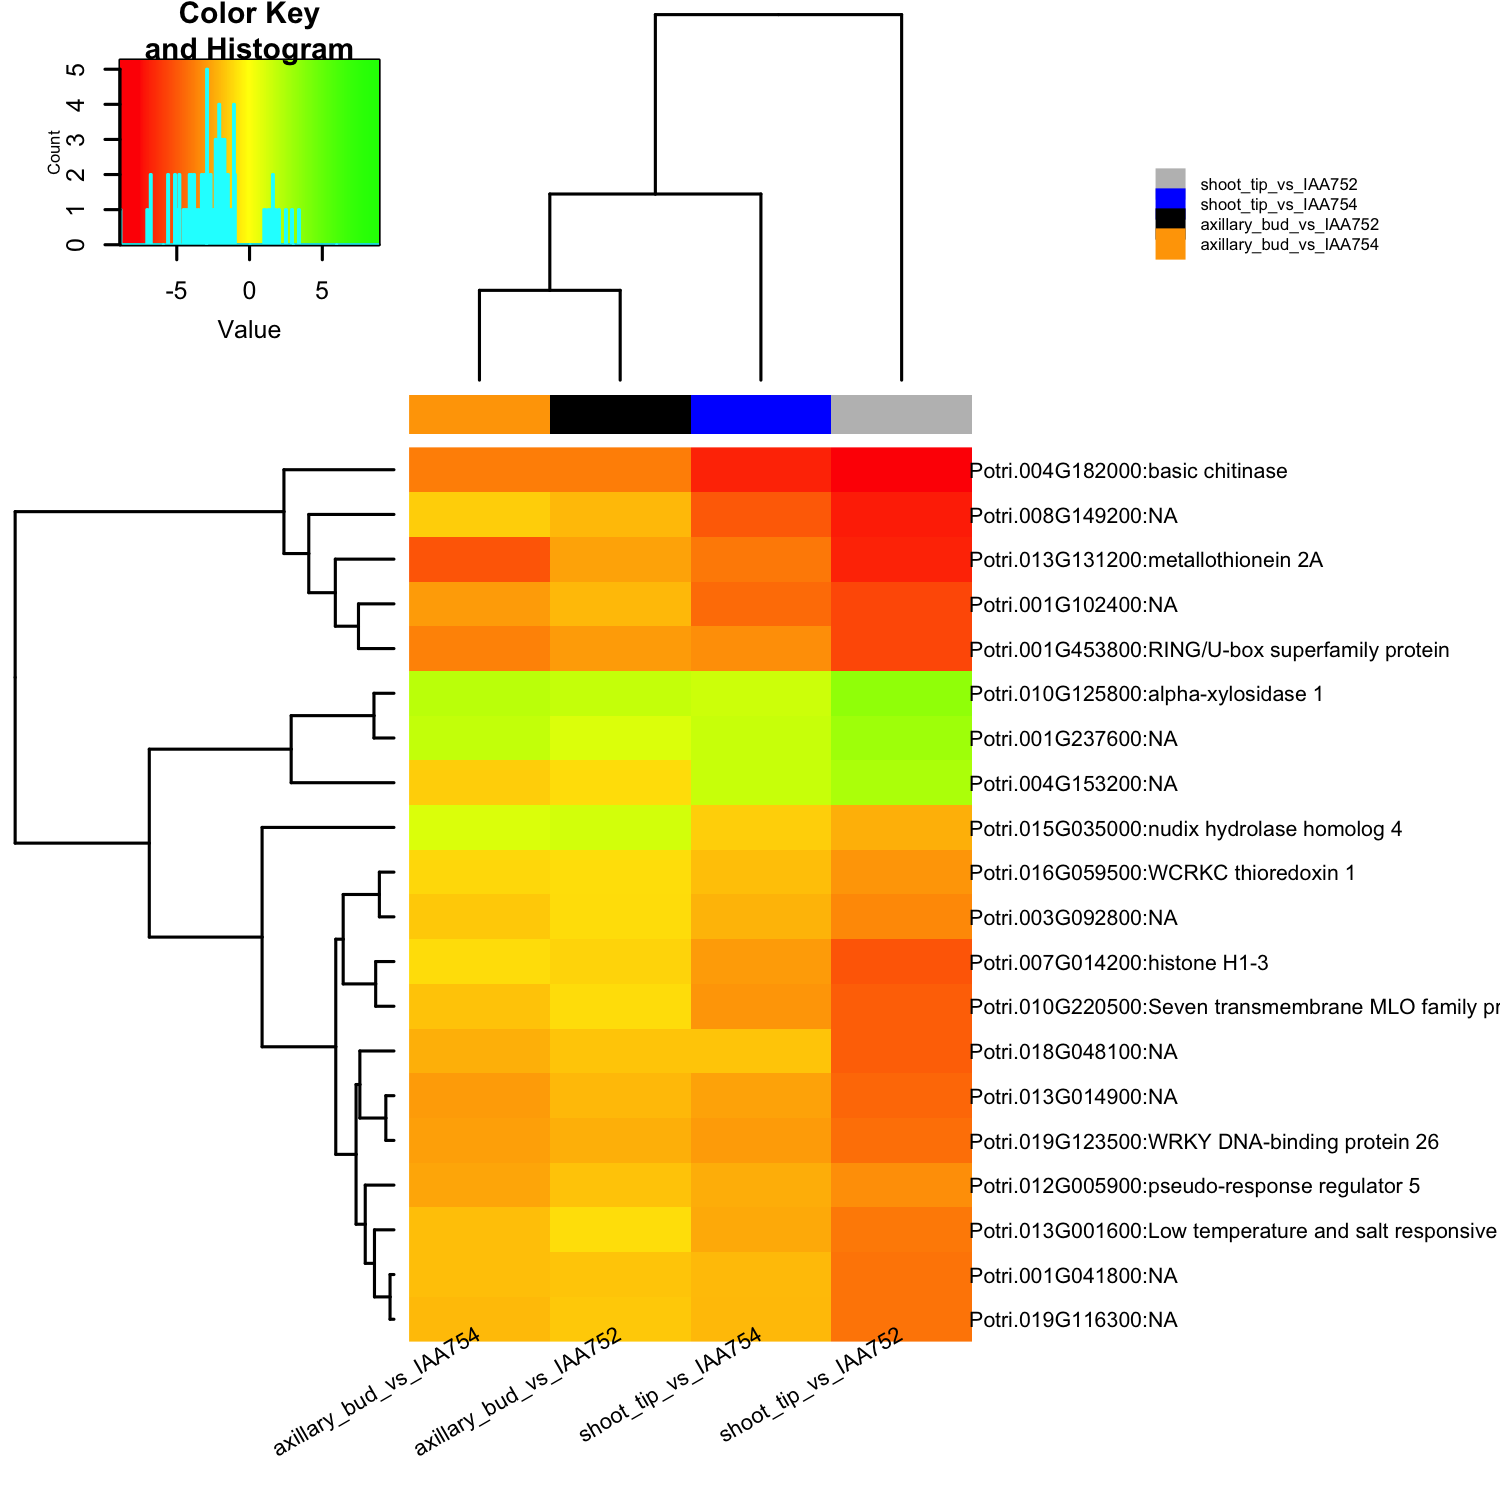 Color Key
and Histogram
Count
0 1 2 3 4 5
-5 0 5
Value
shoot_tip_vs_IAA752
shoot_tip_vs_IAA754
axillary_bud_vs_IAA752
axillary_bud_vs_IAA754
Potri.004G182000:basic chitinase
Potri.008G149200:NA
Potri.013G131200:metallothionein 2A
Potri.001G102400:NA
Potri.001G453800:RING/U-box superfamily protein
Potri.010G125800:alpha-xylosidase 1
Potri.001G237600:NA
Potri.004G153200:NA
Potri.015G035000:nudix hydrolase homolog 4
Potri.016G059500:WCRKC thioredoxin 1
Potri.003G092800:NA
Potri.007G014200:histone H1-3
Potri.010G220500:Seven transmembrane MLO family pr
Potri.018G048100:NA
Potri.013G014900:NA
Potri.019G123500:WRKY DNA-binding protein 26
Potri.012G005900:pseudo-response regulator 5
Potri.013G001600:Low temperature and salt responsive
Potri.001G041800:NA
Potri.019G116300:NA
axillary_bud_vs_IAA754
axillary_bud_vs_IAA752
shoot_tip_vs_IAA754
shoot_tip_vs_IAA752